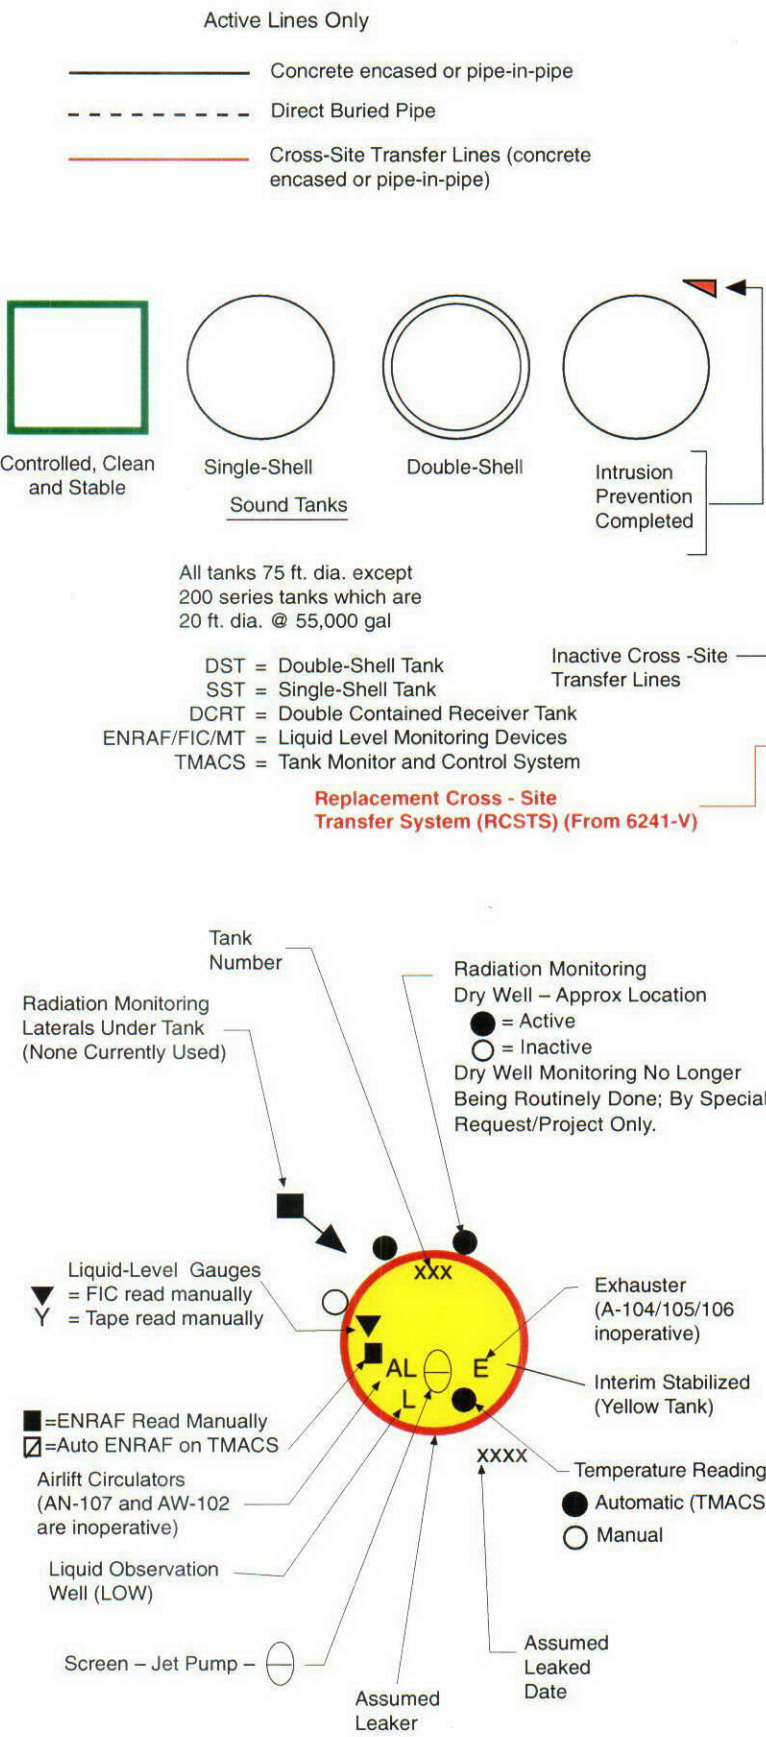 Active Lines Only
Concrete encased or pipe-in-pipe
Direct Buried Pipe
Cross-Site Transfer Lines (concrete
encased or pipe-in-pipe)
Controlled, Clean
and Stable
Single-Shell
Double-Shell
Sound Tanks
Intrusion
Prevention
Completed
All tanks 75 ft. dia. except
200 series tanks which are
20 ft. dia. @ 55,000 gal
DST = Double-Shell Tank
SST = Single-Shell Tank
DCRT = Double Contained Receiver Tank
ENRAF/FIC/MT = Liquid Level Monitoring Devices
TMACS = Tank Monitor and Control System
Inactive Cross -Site
Transfer Lines
Replacement Cross - Site
Transfer System (RCSTS) (From 6241-V)
Tank
Number
Radiation Monitoring
Laterals Under Tank
(None Currently Used)
Radiation Monitoring
Dry Well – Approx Location
= Active
= Inactive
Dry Well Monitoring No Longer
Being Routinely Done; By Special
Request/Project Only.
Liquid-Level Gauges
= FIC read manually
Y = Tape read manually
xxx
AL
E
L
Exhauster
(A-104/105/106
inoperative)
Interim Stabilized
(Yellow Tank)
=ENRAF Read Manually
=Auto ENRAF on TMACS
xxxx
Temperature Reading
Automatic (TMACS
Manual
Airlift Circulators
(AN-107 and AW-102
are inoperative)
Liquid Observation
Well (LOW)
Screen – Jet Pump –
Assumed
Leaker
Assumed
Leaked
Date